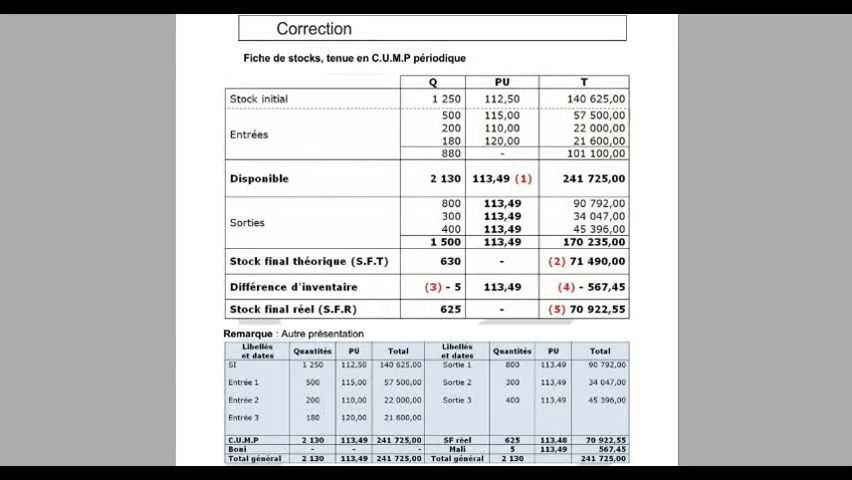 Correction
Fiche de stocks, tenue en C.U.M.P périodique
Q PU T
Stock initial 1 250 112,50 140 625,00
500 115,00 57 500,00
200 110,00 22 000,00
Entrées
180 120,00 21 600,00
880 - 101 100,00
Disponible 2 130 113,49 (1) 241 725,00
800 113,49 90 792,00
300 113,49 34 047,00
Sorties
400 113,49 45 396,00
1 500 113,49 170 235,00
Stock final théorique (S.F.T) 630 - (2) 71 490,00
Différence d'inventaire (3) - 5 113,49 (4) - 567,45
Stock final réel (S.F.R) 625 - (5) 70 922,55
Remarque : Autre présentation
Libellés et dates Quantités PU Total Libellés et dates Quantités PU Total
SI 1 250 112,50 140 625,00 Sortie 1 800 113,49 90 792,00
Entrée 1 500 115,00 57 500,00 Sortie 2 300 113,49 34 047,00
Entrée 2 200 110,00 22 000,00 Sortie 3 400 113,49 45 396,00
Entrée 3 180 120,00 21 600,00
C.U.M.P 2 130 113,49 241 725,00 SF réel 625 113,48 70 922,55
Boni - - - Mali 5 113,49 567,45
Total général 2 130 113,49 241 725,00 Total général 2 130 241 725,00